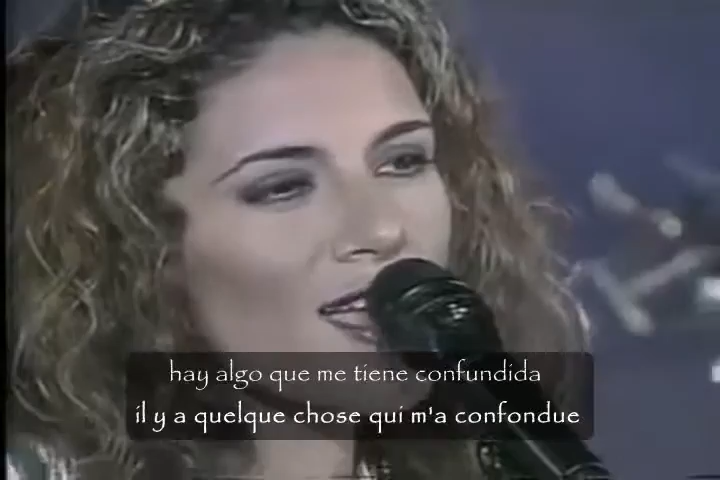 hay algo que me tiene confundida
il y a quelque chose qui m'a confondue